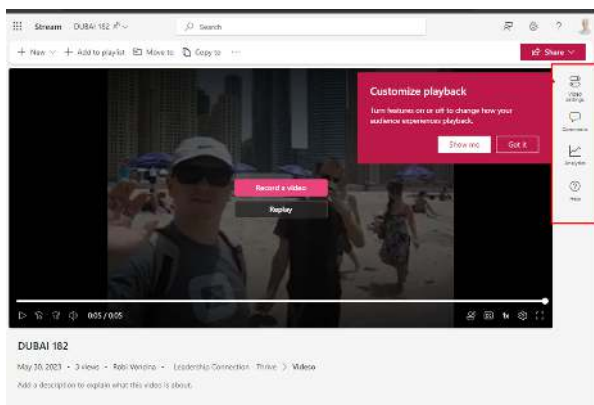 Stream DUBAI 182 Search
New Add to playlist Move to Copy to ... Share
Customize playback
Turn features on or off to change how your
audience experiences playback.
Show me Got it
Video
settings
Comments
Analytics
Help
Record a video
Replay
0:05 / 0:05 1x
DUBAI 182
May 30, 2023 • 3 views • Leadership Connection Thrive > Videos
Add a description to explain what this video is about.